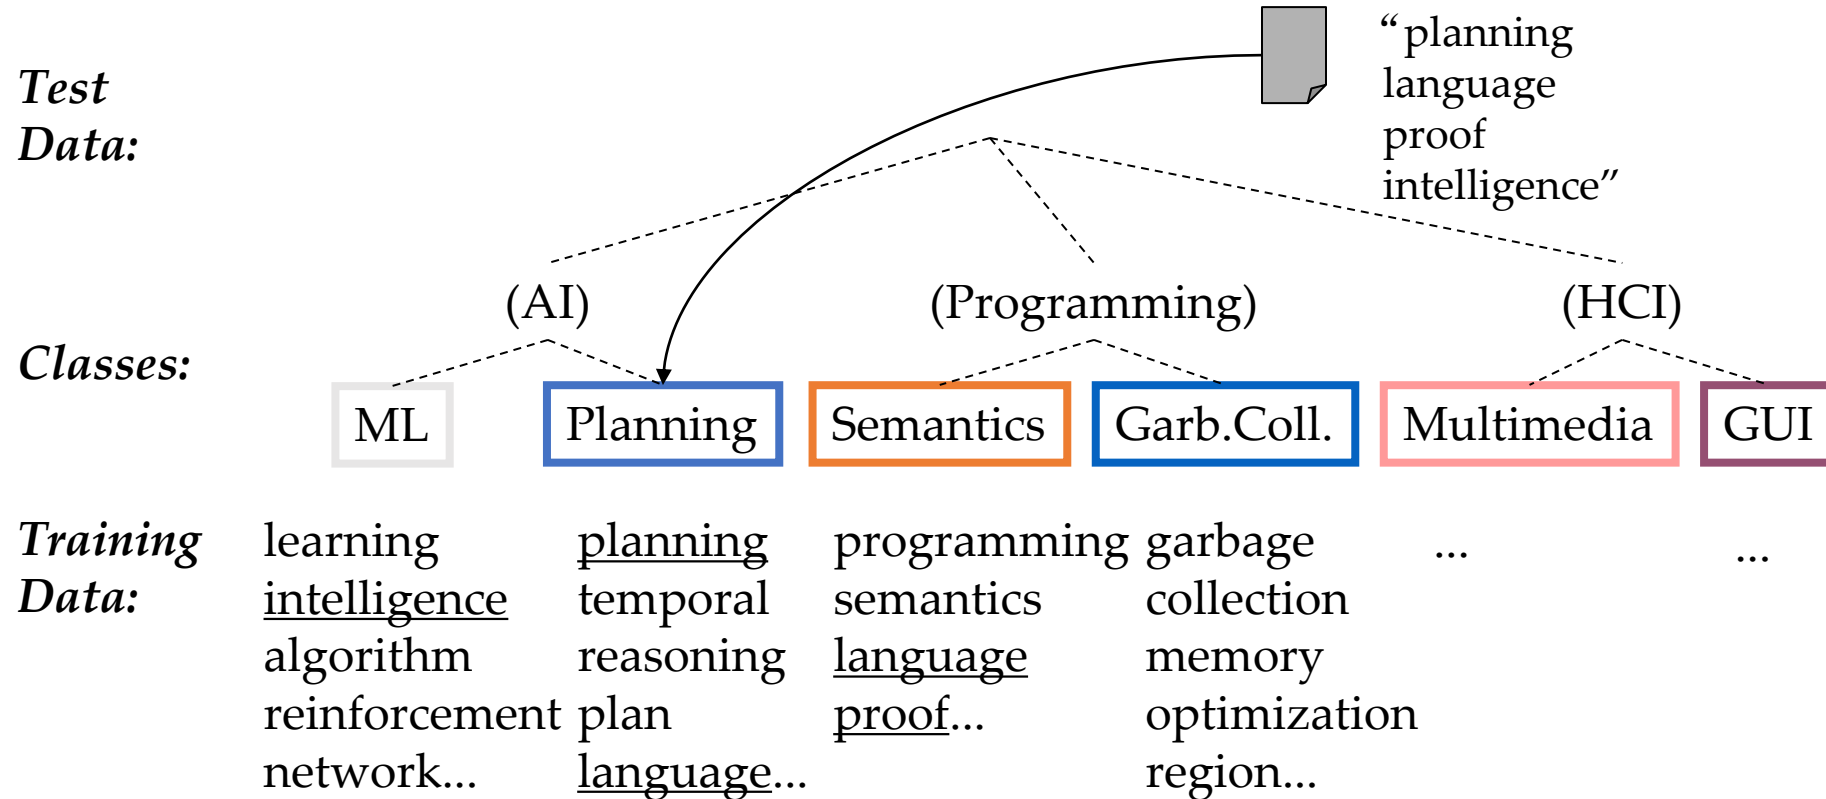 Test
Data:
“planning
language
proof
intelligence”
(AI)
(Programming)
(HCI)
Classes:
ML
Planning
Semantics
Garb.Coll.
Multimedia
GUI
Training
Data:
learning
intelligence
algorithm
reinforcement
network...
planning
temporal
reasoning
plan
language...
programming
semantics
language
proof...
garbage
collection
memory
optimization
region...
...
...